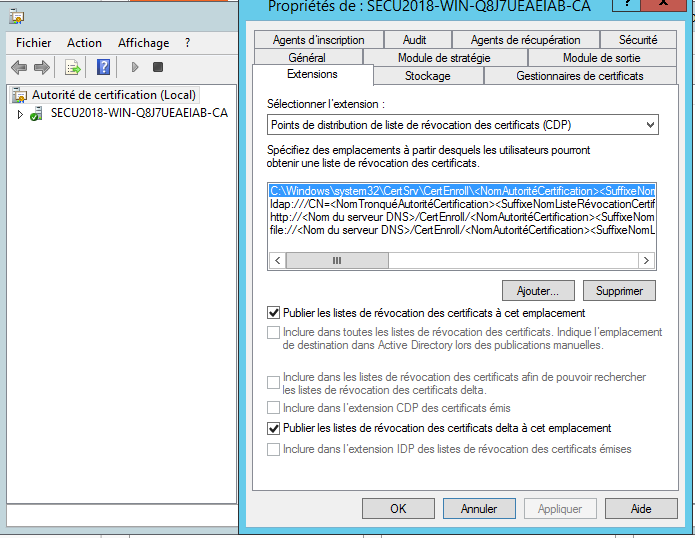 Propriétés de : SECU2018-WIN-Q8J7UEAEIAB-CA
?
x
Fichier Action Affichage ?
Autorité de certification (Local)
SECU2018-WIN-Q8J7UEAEIAB-CA
Agents d'inscription Audit Agents de récupération Sécurité
Général Module de stratégie Module de sortie
Extensions Stockage Gestionnaires de certificats
Sélectionner l'extension :
Points de distribution de liste de révocation des certificats (CDP)
Spécifiez des emplacements à partir desquels les utilisateurs pourront
obtenir une liste de révocation des certificats.
C:\Windows\system32\CertSrv\CertEnroll\<NomAutoritéCertification><SuffixeNom
ldap:///CN=<NomTronquéAutoritéCertification><SuffixeNomListeRévocationCertif
http://<Nom du serveur DNS>/CertEnroll/<NomAutoritéCertification><SuffixeNom
file://<Nom du serveur DNS>/CertEnroll/<NomAutoritéCertification><SuffixeNomL
Ajouter... Supprimer
Publier les listes de révocation des certificats à cet emplacement
Inclure dans toutes les listes de révocation des certificats. Indique l'emplacement
de destination dans Active Directory lors des publications manuelles.
Inclure dans les listes de révocation des certificats afin de pouvoir rechercher
les listes de révocation des certificats delta.
Inclure dans l'extension CDP des certificats émis
Publier les listes de révocation des certificats delta à cet emplacement
Inclure dans l'extension IDP des listes de révocation des certificats émises
OK Annuler Appliquer Aide